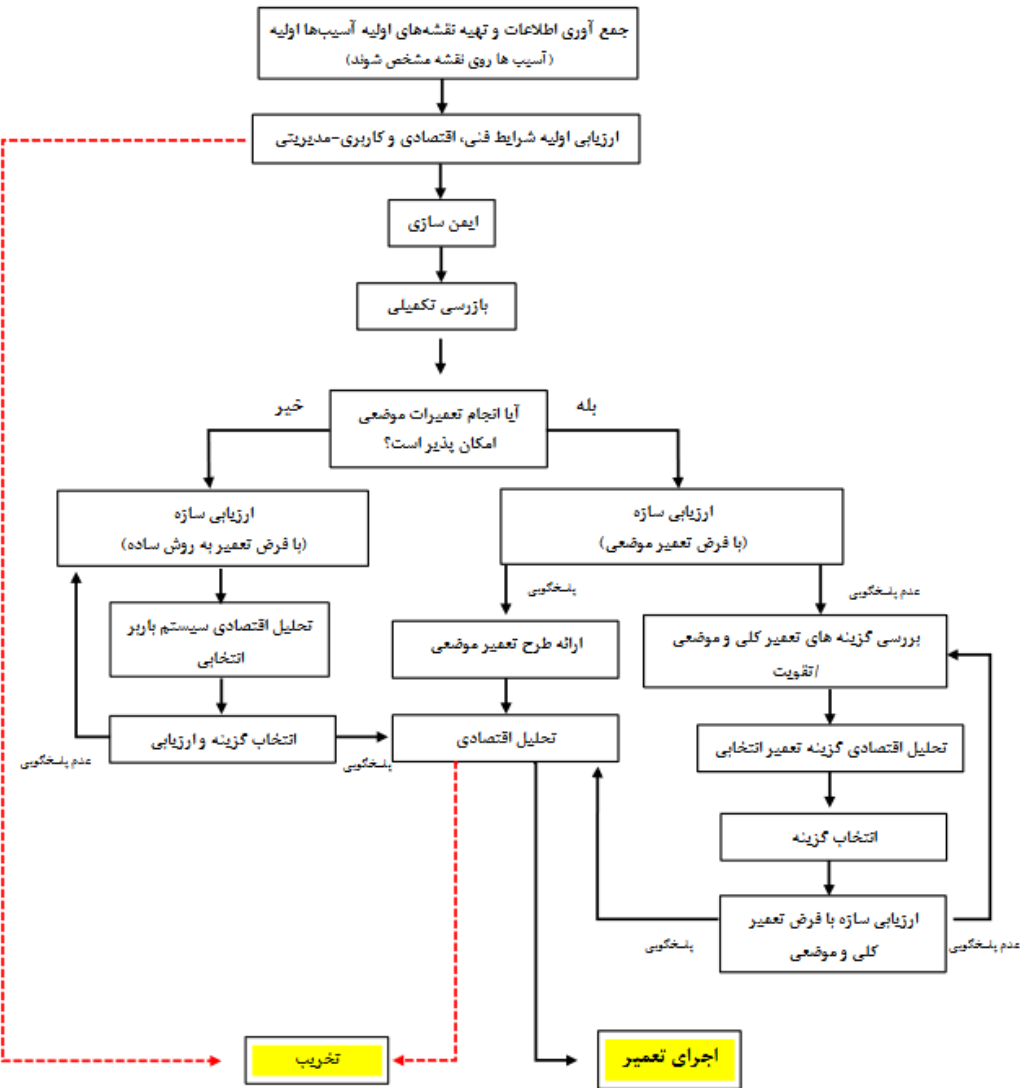 جمع آوری اطلاعات و تهیه نقشه‌های اولیه آسیب‌ها اولیه
(آسیب ها روی نقشه مشخص شوند)
ارزیابی اولیه شرایط فنی، اقتصادی و کاربری-مدیریتی
ایمن سازی
بازرسی تکمیلی
آیا انجام تعمیرات موضعی
امکان پذیر است؟
بله
خیر
ارزیابی سازه
(با فرض تعمیر موضعی)
ارزیابی سازه
(با فرض تعمیر به روش ساده)
عدم پاسخگویی
پاسخگویی
بررسی گزینه های تعمیر کلی و موضعی
/تقویت
ارائه طرح تعمیر موضعی
تحلیل اقتصادی سیستم باربر
انتخابی
تحلیل اقتصادی گزینه تعمیر انتخابی
تحلیل اقتصادی
انتخاب گزینه و ارزیابی
پاسخگویی
عدم پاسخگویی
انتخاب گزینه
ارزیابی سازه با فرض تعمیر
کلی و موضعی
عدم پاسخگویی
پاسخگویی
اجرای تعمیر
تخریب